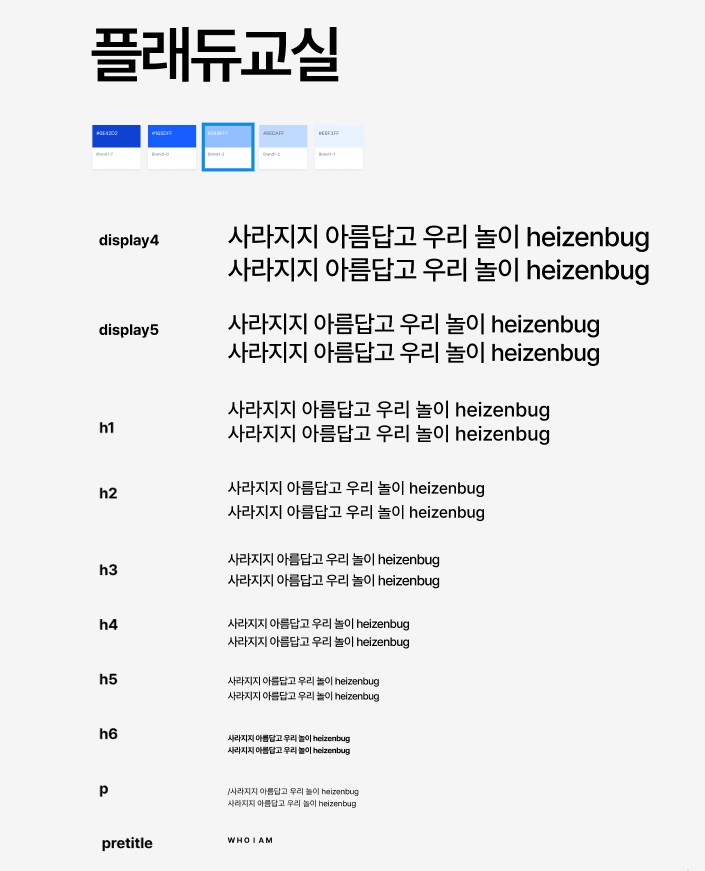 플래듀교실
#0E42D2 #165DFF #94BFFF #BEDAFF #E8F3FF
Brand1-7 Brand1-6 Brand1-3 Brand1-2 Brand1-1
display4
사라지지 아름답고 우리 놀이 heizenbug
사라지지 아름답고 우리 놀이 heizenbug
display5
사라지지 아름답고 우리 놀이 heizenbug
사라지지 아름답고 우리 놀이 heizenbug
h1
사라지지 아름답고 우리 놀이 heizenbug
사라지지 아름답고 우리 놀이 heizenbug
h2
사라지지 아름답고 우리 놀이 heizenbug
사라지지 아름답고 우리 놀이 heizenbug
h3
사라지지 아름답고 우리 놀이 heizenbug
사라지지 아름답고 우리 놀이 heizenbug
h4
사라지지 아름답고 우리 놀이 heizenbug
사라지지 아름답고 우리 놀이 heizenbug
h5
사라지지 아름답고 우리 놀이 heizenbug
사라지지 아름답고 우리 놀이 heizenbug
h6
사라지지 아름답고 우리 놀이 heizenbug
사라지지 아름답고 우리 놀이 heizenbug
p
/사라지지 아름답고 우리 놀이 heizenbug
사라지지 아름답고 우리 놀이 heizenbug
pretitle
WHO I AM